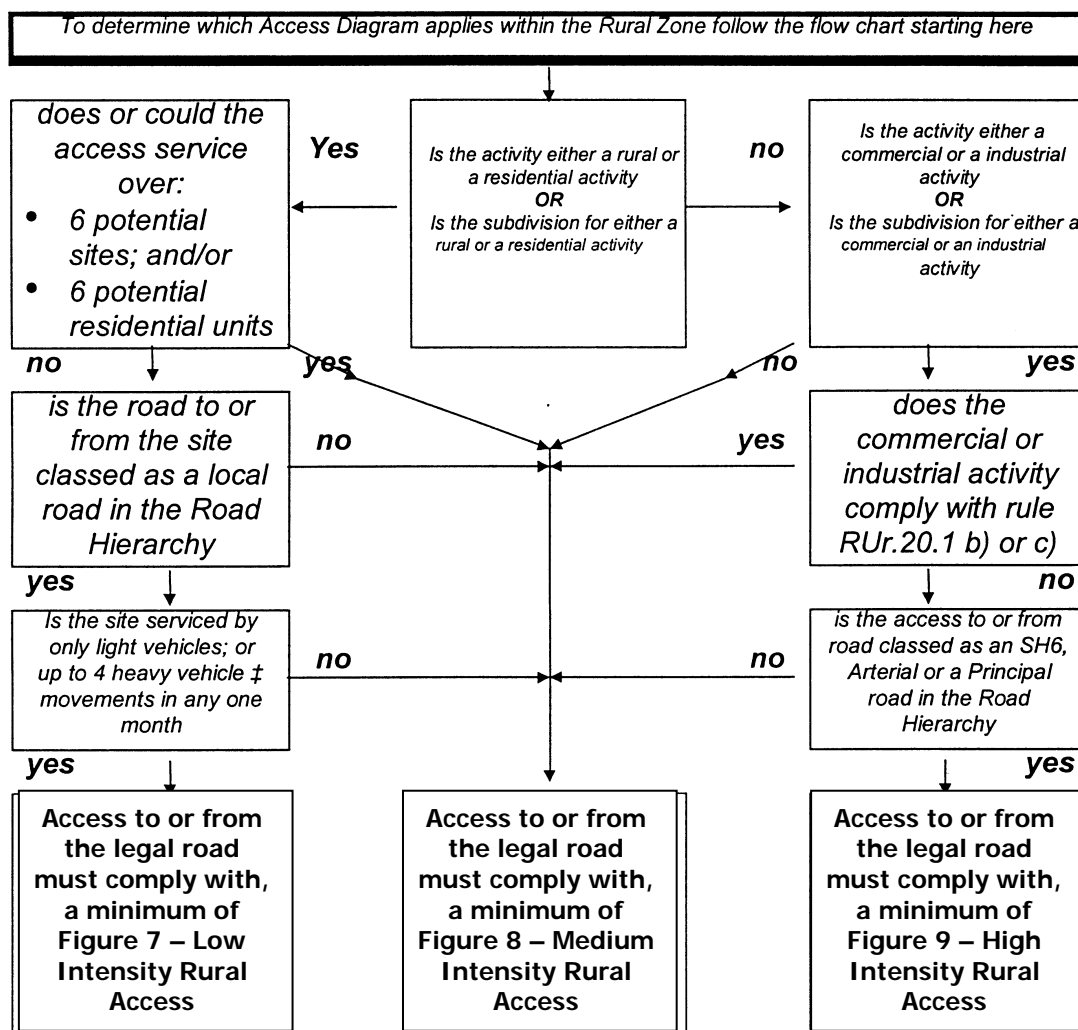 To determine which Access Diagram applies within the Rural Zone follow the flow chart starting here
does or could the
access service
over:
• 6 potential
sites; and/or
• 6 potential
residential units
Yes
Is the activity either a rural or
a residential activity
OR
Is the subdivision for either a
rural or a residential activity
no
Is the activity either a
commercial or a industrial
activity
OR
Is the subdivision for either a
commercial or an industrial
activity
no
yes
no
yes
is the road to or
from the site
classed as a local
road in the Road
Hierarchy
no
yes
does the
commercial or
industrial activity
comply with rule
RUr.20.1 b) or c)
yes
no
Is the site serviced by
only light vehicles; or
up to 4 heavy vehicle ‡
movements in any one
month
no
no
is the access to or from
road classed as an SH6,
Arterial or a Principal
road in the Road
Hierarchy
yes
yes
Access to or from
the legal road
must comply with,
a minimum of
Figure 7 – Low
Intensity Rural
Access
Access to or from
the legal road
must comply with,
a minimum of
Figure 8 – Medium
Intensity Rural
Access
Access to or from
the legal road
must comply with,
a minimum of
Figure 9 – High
Intensity Rural
Access